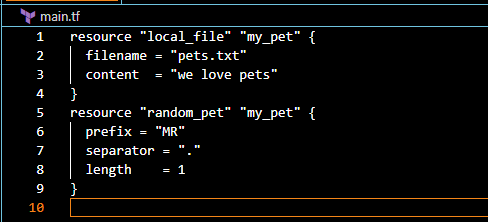 main.tf
1 resource "local_file" "my_pet" {
2   filename = "pets.txt"
3   content  = "we love pets"
4 }
5 resource "random_pet" "my_pet" {
6   prefix = "MR"
7   separator = "."
8   length    = 1
9 }
10